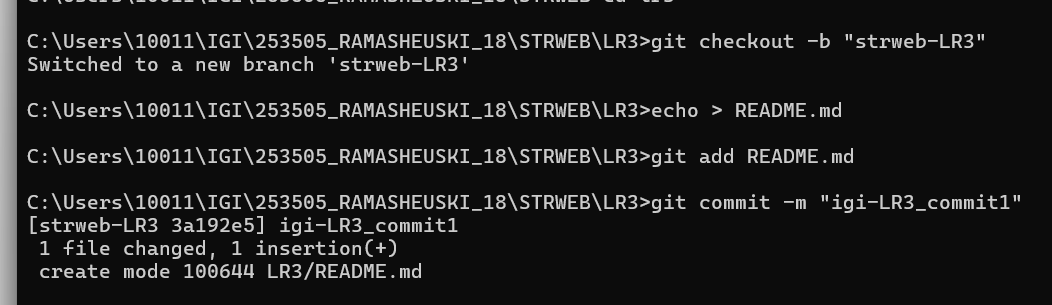 C:\Users\10011\IGI\253505_RAMASHEUSKI_18\STRWEB\LR3>git checkout -b "strweb-LR3"
Switched to a new branch 'strweb-LR3'
C:\Users\10011\IGI\253505_RAMASHEUSKI_18\STRWEB\LR3>echo > README.md
C:\Users\10011\IGI\253505_RAMASHEUSKI_18\STRWEB\LR3>git add README.md
C:\Users\10011\IGI\253505_RAMASHEUSKI_18\STRWEB\LR3>git commit -m "igi-LR3_commit1"
[strweb-LR3 3a192e5] igi-LR3_commit1
 1 file changed, 1 insertion(+)
 create mode 100644 LR3/README.md